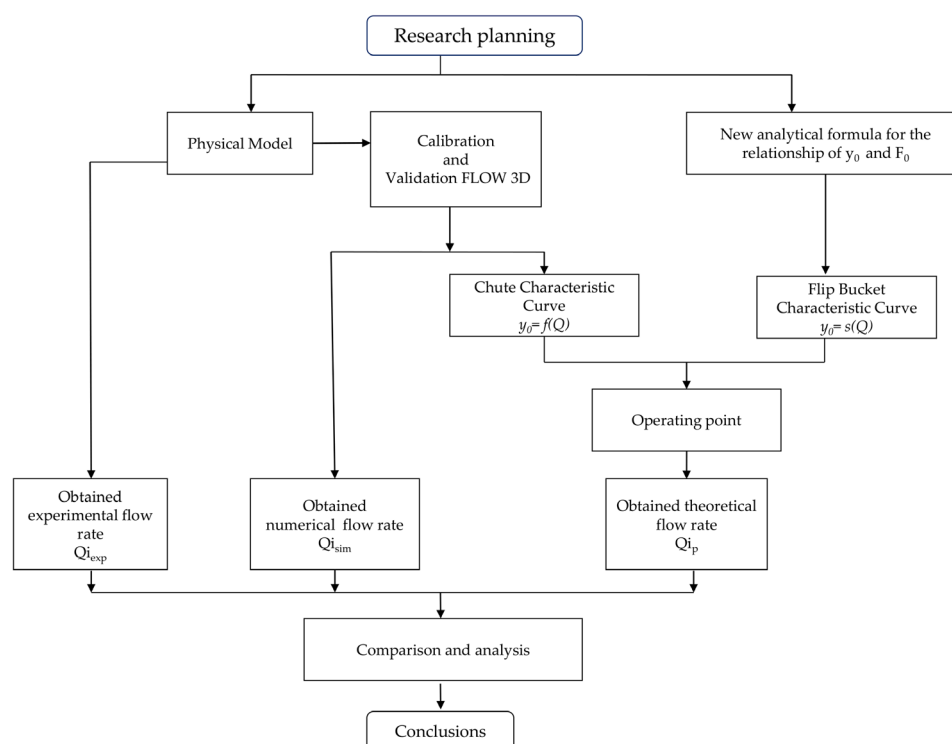 Research planning
Physical Model
Calibration
and
Validation FLOW 3D
New analytical formula for the
relationship of y₀ and F₀
Chute Characteristic
Curve
y₀= f(Q)
Flip Bucket
Characteristic Curve
y₀= s(Q)
Operating point
Obtained
experimental flow
rate
Qiₑₓₚ
Obtained
numerical flow rate
Qiₛᵢₘ
Obtained theoretical
flow rate
Qiₚ
Comparison and analysis
Conclusions